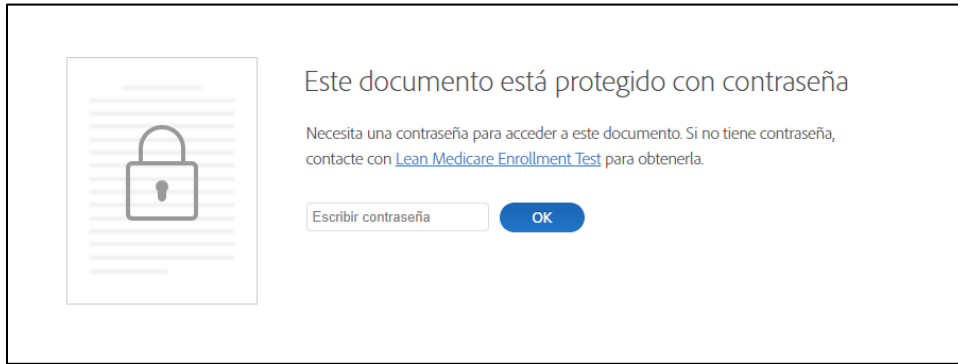 Este documento está protegido con contraseña
Necesita una contraseña para acceder a este documento. Si no tiene contraseña,
contacte con Lean Medicare Enrollment Test para obtenerla.
Escribir contraseña
OK